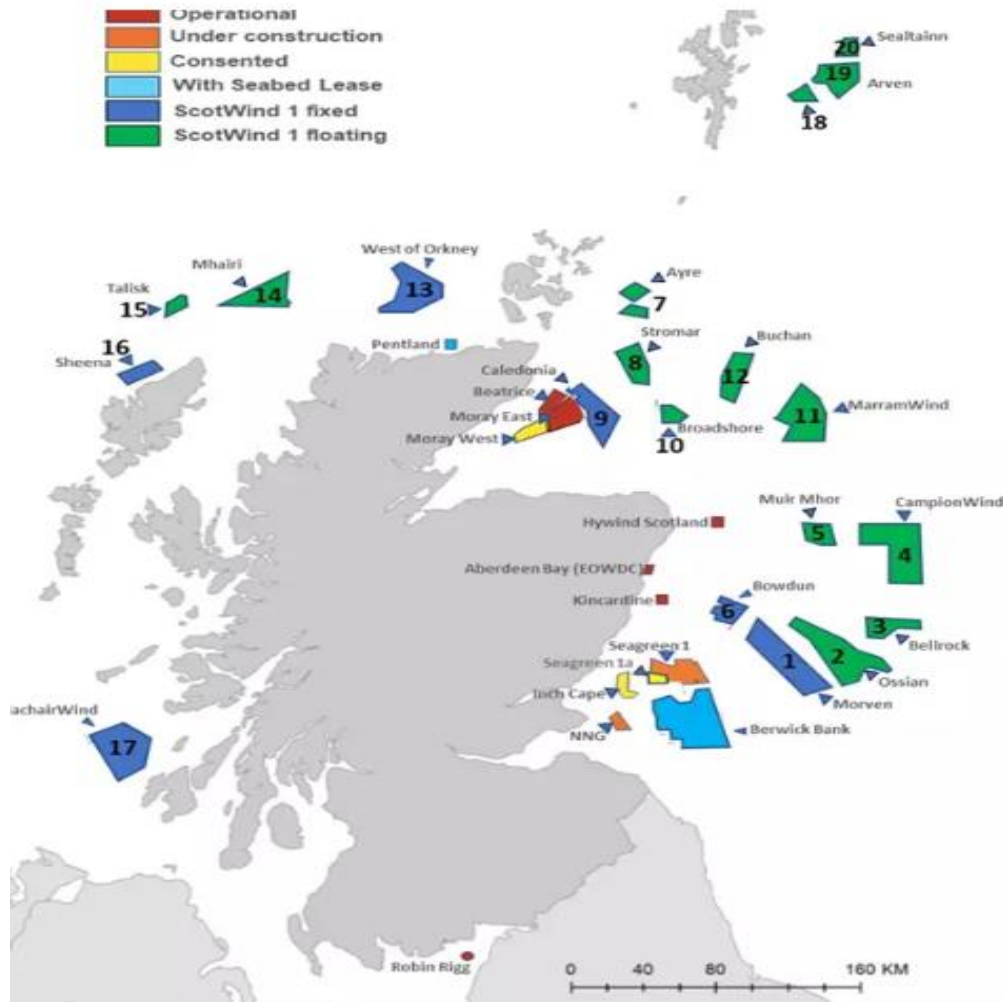 Operational
Under construction
Consented
With Seabed Lease
ScotWind 1 fixed
ScotWind 1 floating
20
Sealtainn
19
Arven
18
West of Orkney
Mhairi
Talisk
15
14
13
Ayre
7
16
Sheena
Pentland
Stromar
8
Buchan
12
Caledonia
Beatrice
Moray East
Moray West
9
Broadshore
10
11
MarramWind
Muir Mhor
5
CampionWind
4
Hywind Scotland
Aberdeen Bay (EOWDC)
Kincardine
Bowdun
6
3
Bellrock
Seagreen 1
Seagreen 1a
1
2
Ossian
Inch Cape
Morven
NNG
Berwick Bank
achairWind
17
Robin Rigg
0 40 80 160 KM